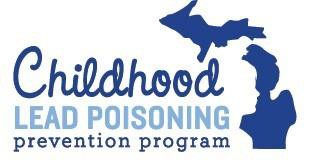 Childhood
LEAD POISONING
prevention program